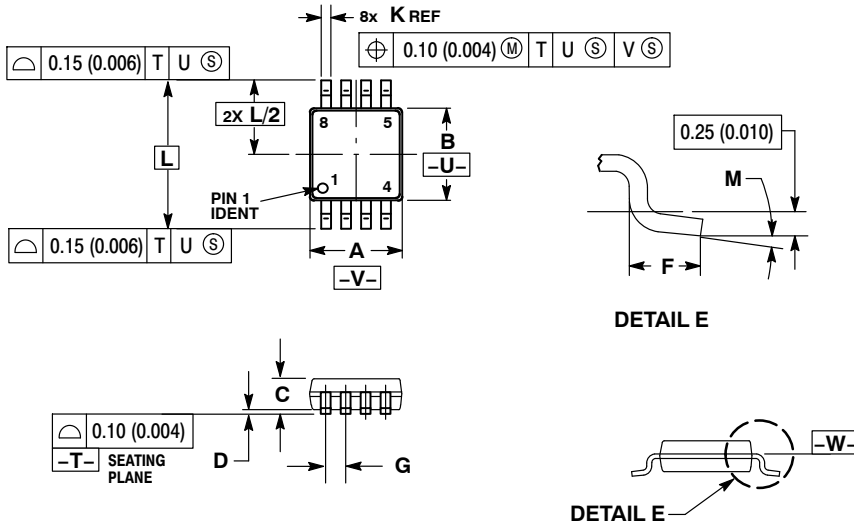 8x K REF
⌖ 0.10 (0.004) Ⓜ T U Ⓢ V Ⓢ
⌓ 0.15 (0.006) T U Ⓢ
2X L/2
L
8 5
B
–U–
1 4
PIN 1
IDENT
⌓ 0.15 (0.006) T U Ⓢ
A
–V–
0.25 (0.010)
M
F
DETAIL E
C
⌓ 0.10 (0.004)
–T– SEATING
PLANE
D
G
–W–
DETAIL E